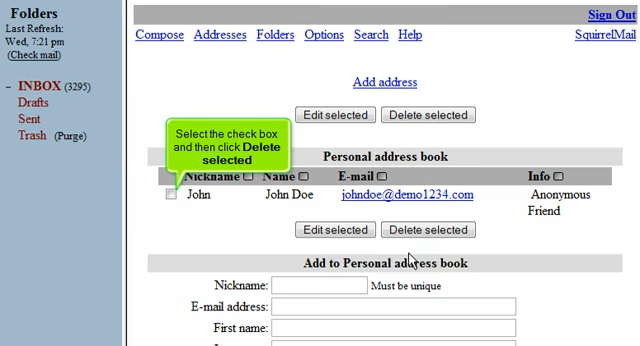 Folders
Last Refresh:
Wed, 7:21 pm
(Check mail)
– INBOX (3295)
Drafts
Sent
Trash (Purge)
Sign Out
Compose Addresses Folders Options Search Help SquirrelMail
Add address
Edit selected Delete selected
Select the check box
and then click Delete
selected
Personal address book
Nickname Name E-mail Info
John John Doe johndoe@demo1234.com Anonymous
Friend
Edit selected Delete selected
Add to Personal address book
Nickname: Must be unique
E-mail address:
First name: